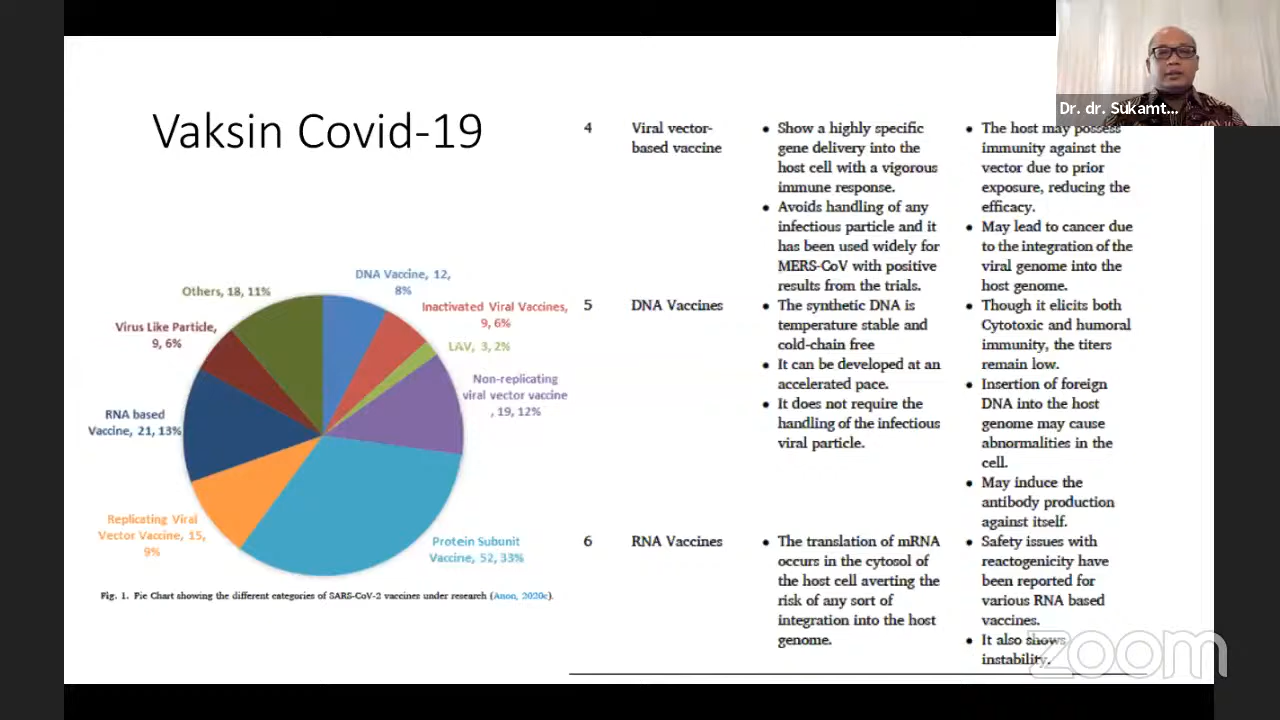 Vaksin Covid-19
DNA Vaccine, 12,
8%
Inactivated Viral Vaccines,
9, 6%
LAV, 3, 2%
Non-replicating
viral vector vaccine
, 19, 12%
Protein Subunit
Vaccine, 52, 33%
Replicating Viral
Vector Vaccine, 15,
9%
RNA based
Vaccine, 21, 13%
Virus Like Particle,
9, 6%
Others, 18, 11%
Fig. 1. Pie Chart showing the different categories of SARS-CoV-2 vaccines under research (Anon, 2020c).
4
Viral vector-
based vaccine
• Show a highly specific
gene delivery into the
host cell with a vigorous
immune response.
• Avoids handling of any
infectious particle and it
has been used widely for
MERS-CoV with positive
results from the trials.
• The host may possess
immunity against the
vector due to prior
exposure, reducing the
efficacy.
• May lead to cancer due
to the integration of the
viral genome into the
host genome.
5
DNA Vaccines
• The synthetic DNA is
temperature stable and
cold-chain free
• It can be developed at an
accelerated pace.
• It does not require the
handling of the infectious
viral particle.
• Though it elicits both
Cytotoxic and humoral
immunity, the titers
remain low.
• Insertion of foreign
DNA into the host
genome may cause
abnormalities in the
cell.
• May induce the
antibody production
against itself.
6
RNA Vaccines
• The translation of mRNA
occurs in the cytosol of
the host cell averting the
risk of any sort of
integration into the host
genome.
• Safety issues with
reactogenicity have
been reported for
various RNA based
vaccines.
• It also shows
instability.
Dr. dr. Sukamt...
zoom